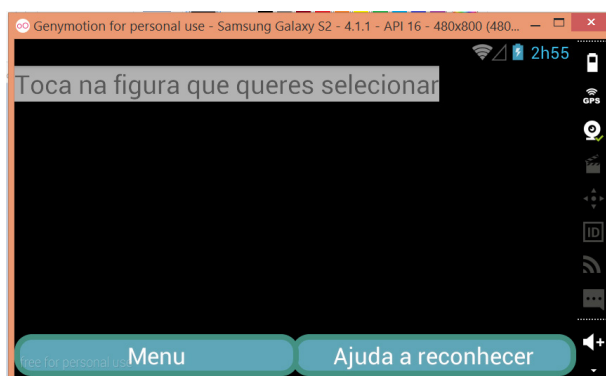 Genymotion for personal use - Samsung Galaxy S2 - 4.1.1 - API 16 - 480x800 (480...
2h55
Toca na figura que queres selecionar
GPS
ID
free for personal us
Menu
Ajuda a reconhecer